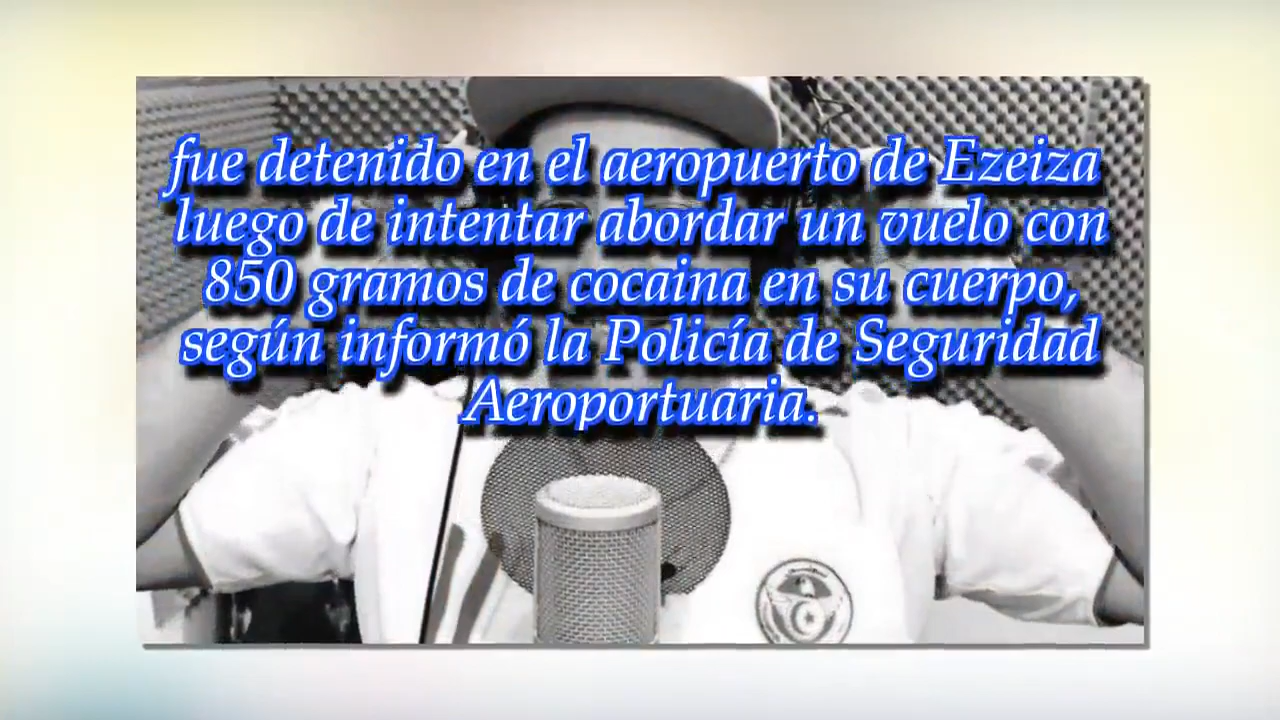 fue detenido en el aeropuerto de Ezeiza
luego de intentar abordar un vuelo con
850 gramos de cocaina en su cuerpo,
según informó la Policía de Seguridad
Aeroportuaria.